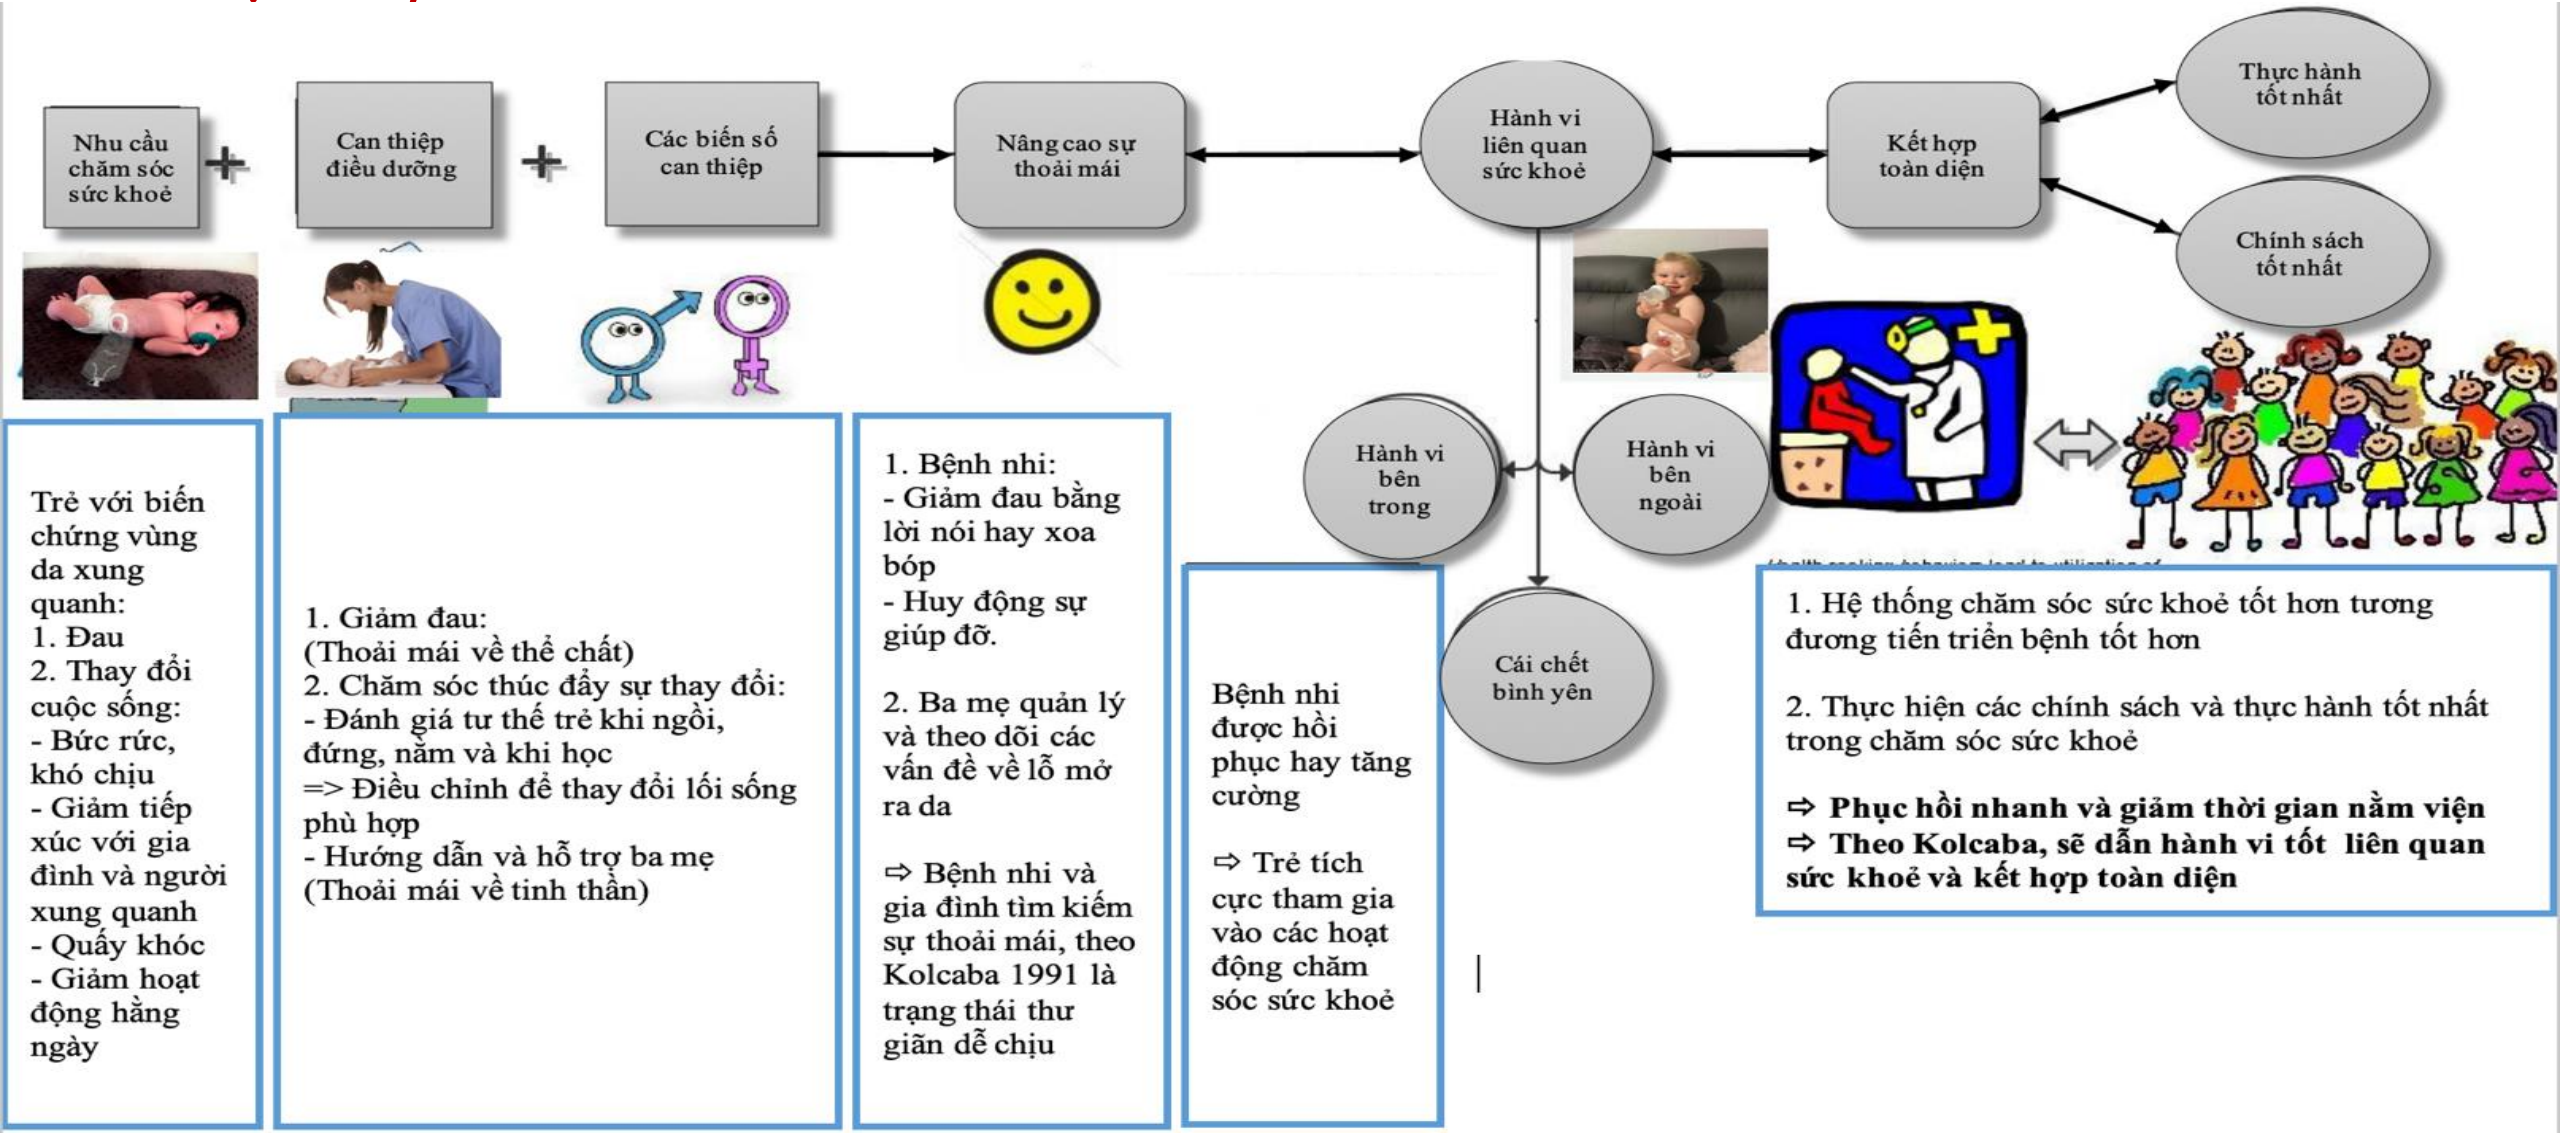 Nhu cầu
chăm sóc
sức khoẻ
Can thiệp
điều dưỡng
Các biến số
can thiệp
Nâng cao sự
thoải mái
Hành vi
liên quan
sức khoẻ
Kết hợp
toàn diện
Thực hành
tốt nhất
Chính sách
tốt nhất
Hành vi
bên
trong
Hành vi
bên
ngoài
Cái chết
bình yên
Trẻ với biến
chứng vùng
da xung
quanh:
1. Đau
2. Thay đổi
cuộc sống:
- Bức rức,
khó chịu
- Giảm tiếp
xúc với gia
đình và người
xung quanh
- Quấy khóc
- Giảm hoạt
động hằng
ngày
1. Giảm đau:
(Thoải mái về thể chất)
2. Chăm sóc thúc đẩy sự thay đổi:
- Đánh giá tư thế trẻ khi ngồi,
đứng, nằm và khi học
=> Điều chỉnh để thay đổi lối sống
phù hợp
- Hướng dẫn và hỗ trợ ba mẹ
(Thoải mái về tinh thần)
1. Bệnh nhi:
- Giảm đau bằng
lời nói hay xoa
bóp
- Huy động sự
giúp đỡ.
2. Ba mẹ quản lý
và theo dõi các
vấn đề về lỗ mở
ra da
⇨ Bệnh nhi và
gia đình tìm kiếm
sự thoải mái, theo
Kolcaba 1991 là
trạng thái thư
giãn dễ chịu
Bệnh nhi
được hồi
phục hay tăng
cường
⇨ Trẻ tích
cực tham gia
vào các hoạt
động chăm
sóc sức khoẻ
1. Hệ thống chăm sóc sức khoẻ tốt hơn tương
đương tiến triển bệnh tốt hơn
2. Thực hiện các chính sách và thực hành tốt nhất
trong chăm sóc sức khoẻ
⇨ Phục hồi nhanh và giảm thời gian nằm viện
⇨ Theo Kolcaba, sẽ dẫn hành vi tốt liên quan
sức khoẻ và kết hợp toàn diện